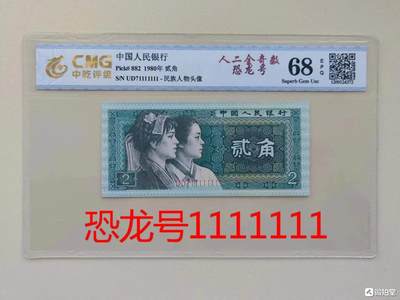 CMG
中乾评级
中国人民银行
Pick# 882 1980年 贰角
S/N UD71111111 - 民族人物头像
人二全奇数
恐龙号
68
EPQ
Superb Gem Unc
中国人民银行
贰角
2
2
恐龙号1111111